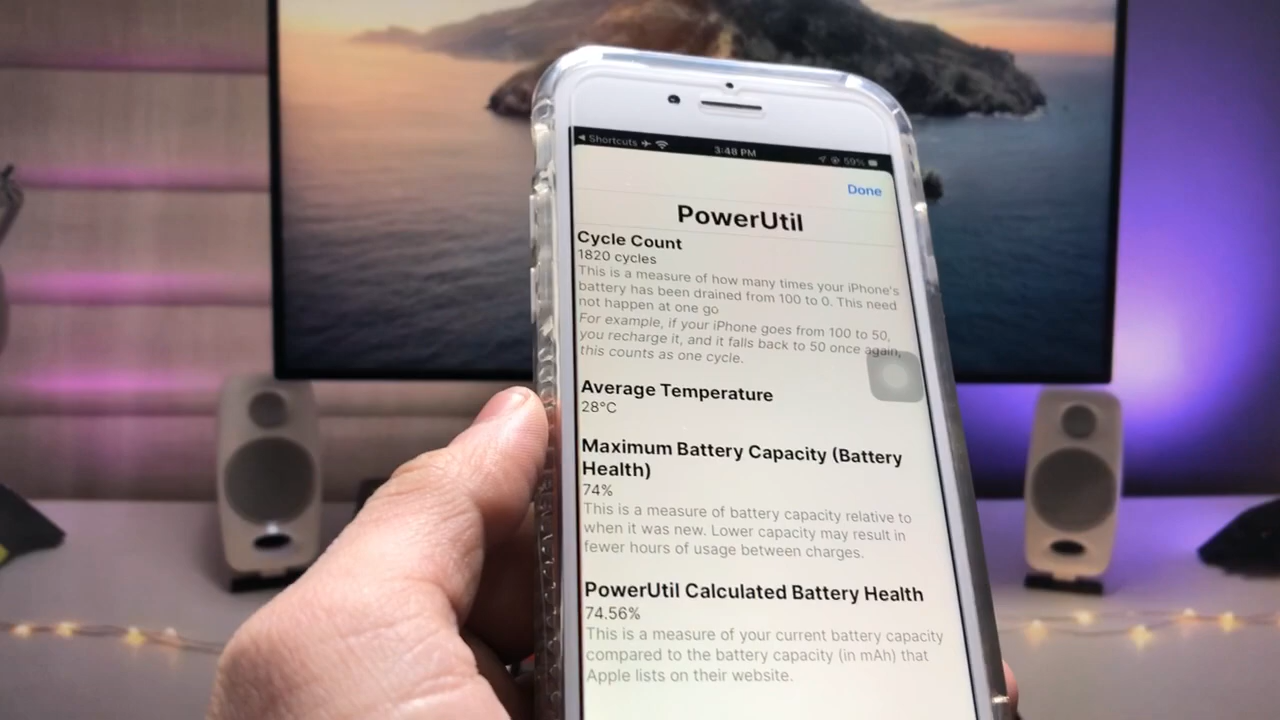 Shortcuts
3:48 PM
59%
Done
PowerUtil
Cycle Count
1820 cycles
This is a measure of how many times your iPhone's
battery has been drained from 100 to 0. This need
not happen at one go
For example, if your iPhone goes from 100 to 50,
you recharge it, and it falls back to 50 once again,
this counts as one cycle.
Average Temperature
28°C
Maximum Battery Capacity (Battery
Health)
74%
This is a measure of battery capacity relative to
when it was new. Lower capacity may result in
fewer hours of usage between charges.
PowerUtil Calculated Battery Health
74.56%
This is a measure of your current battery capacity
compared to the battery capacity (in mAh) that
Apple lists on their website.